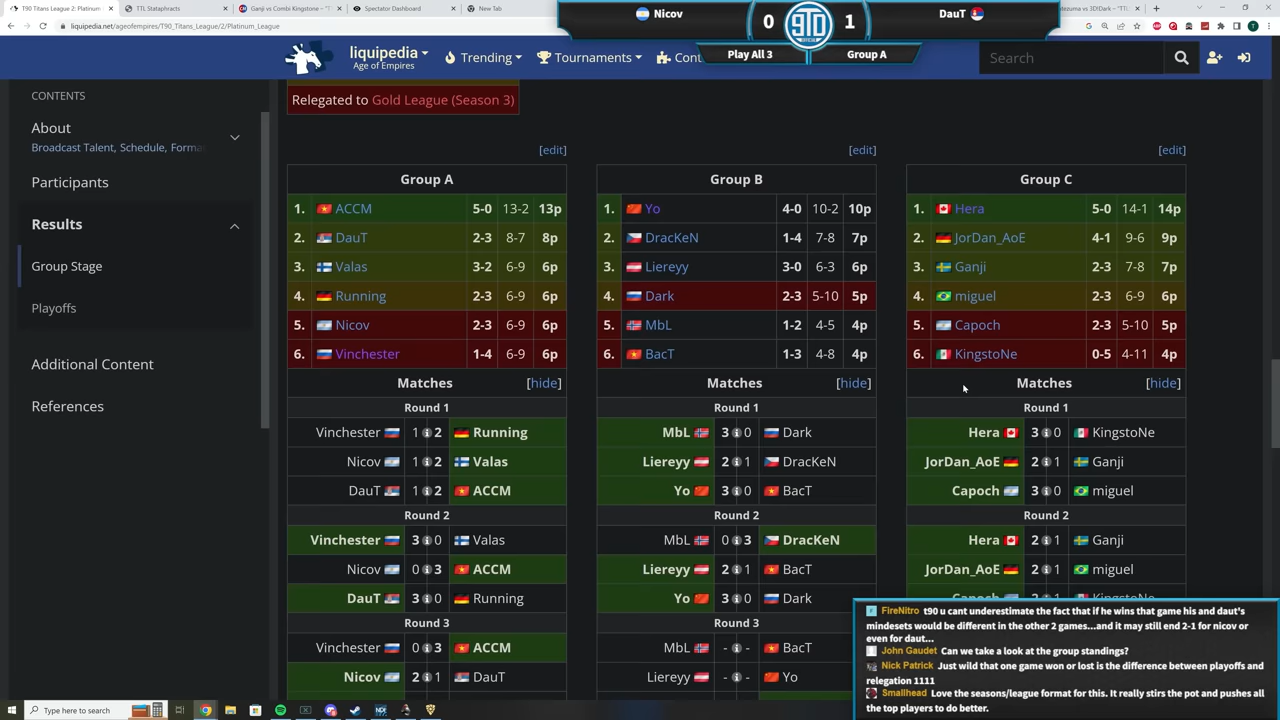 T90 Titans League 2: Platinum_L
TTL Stataphracts
Ganji vs Combi Kingstone – "TTL
Spectator Dashboard
New Tab
tezuma vs 3D!Dark – "TT
liquipedia.net/ageofempires/T90_Titans_League/2/Platinum_League
Nicov
0
1
DauT
Play All 3
Group A
liquipedia
Age of Empires
Trending
Tournaments
Cont
Search
CONTENTS
About
Broadcast Talent, Schedule, Forma
Participants
Results
Group Stage
Playoffs
Additional Content
References
Relegated to Gold League (Season 3)
[edit]
Group A
1. ACCM 5-0 13-2 13p
2. DauT 2-3 8-7 8p
3. Valas 3-2 6-9 6p
4. Running 2-3 6-9 6p
5. Nicov 2-3 6-9 6p
6. Vinchester 1-4 6-9 6p
Matches [hide]
Round 1
Vinchester 1 2 Running
Nicov 1 2 Valas
DauT 1 2 ACCM
Round 2
Vinchester 3 0 Valas
Nicov 0 3 ACCM
DauT 3 0 Running
Round 3
Vinchester 0 3 ACCM
Nicov 2 1 DauT
[edit]
Group B
1. Yo 4-0 10-2 10p
2. DracKeN 1-4 7-8 7p
3. Liereyy 3-0 6-3 6p
4. Dark 2-3 5-10 5p
5. MbL 1-2 4-5 4p
6. BacT 1-3 4-8 4p
Matches [hide]
Round 1
MbL 3 0 Dark
Liereyy 2 1 DracKeN
Yo 3 0 BacT
Round 2
MbL 0 3 DracKeN
Liereyy 2 1 BacT
Yo 3 0 Dark
Round 3
MbL - - BacT
Liereyy - - Yo
[edit]
Group C
1. Hera 5-0 14-1 14p
2. JorDan_AoE 4-1 9-6 9p
3. Ganji 2-3 7-8 7p
4. miguel 2-3 6-9 6p
5. Capoch 2-3 5-10 5p
6. KingstoNe 0-5 4-11 4p
Matches [hide]
Round 1
Hera 3 0 KingstoNe
JorDan_AoE 2 1 Ganji
Capoch 3 0 miguel
Round 2
Hera 2 1 Ganji
JorDan_AoE 2 1 miguel
Capoch 2 1 KingstoNe
FireNitro t90 u cant underestimate the fact that if he wins that game his and daut's
mindsets would be different in the other 2 games...and it may still end 2-1 for nicov or
even for daut...
John Gaudet Can we take a look at the group standings?
Nick Patrick Just wild that one game won or lost is the difference between playoffs and
relegation 1111
Smallhead Love the seasons/league format for this. It really stirs the pot and pushes all
the top players to do better.
Type here to search